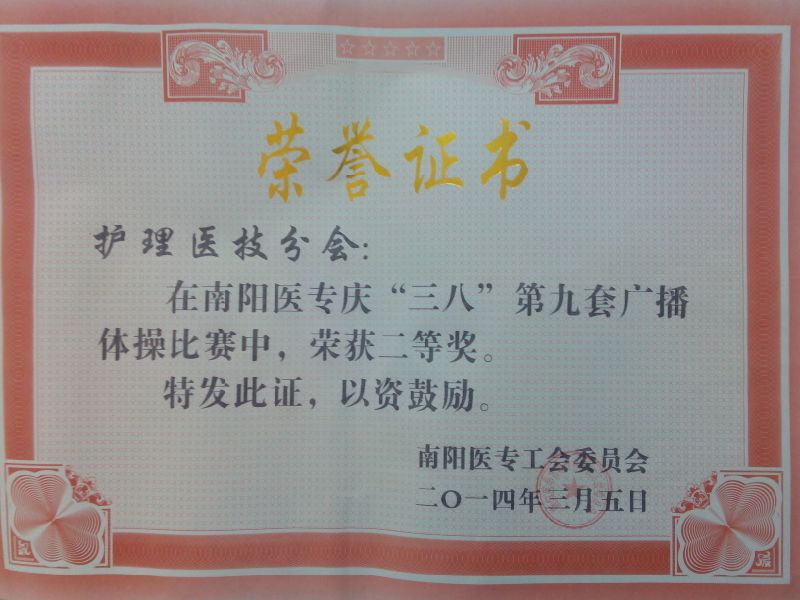 荣誉证书
护理医技分会：
在南阳医专庆“三八”第九套广播
体操比赛中，荣获二等奖。
特发此证，以资鼓励。
南阳医专工会委员会
二〇一四年三月五日